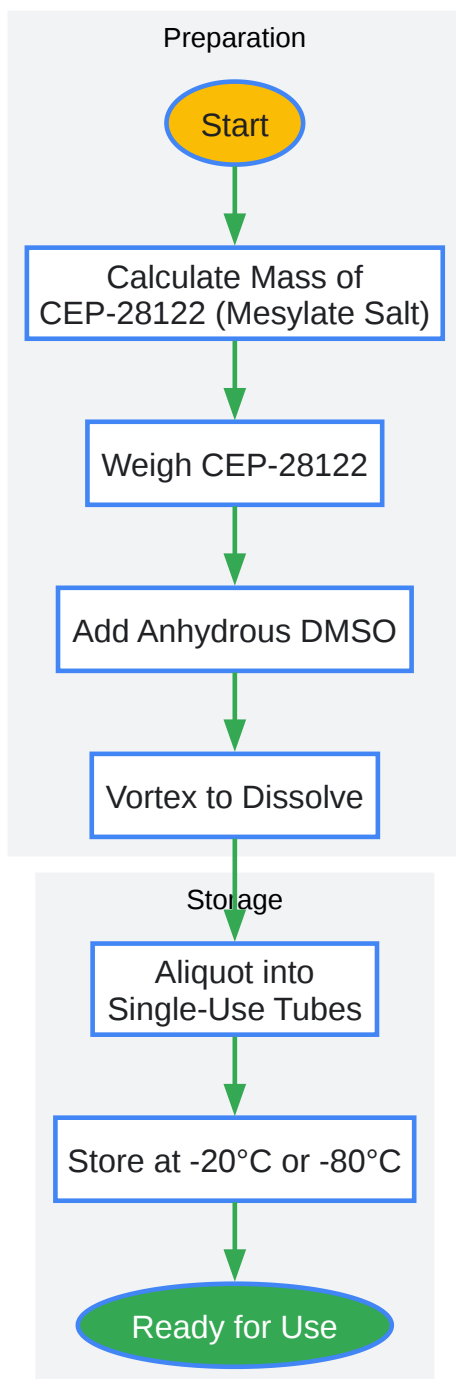 Preparation
Start
Calculate Mass of
CEP-28122 (Mesylate Salt)
Weigh CEP-28122
Add Anhydrous DMSO
Vortex to Dissolve
Storage
Aliquot into
Single-Use Tubes
Store at -20°C or -80°C
Ready for Use